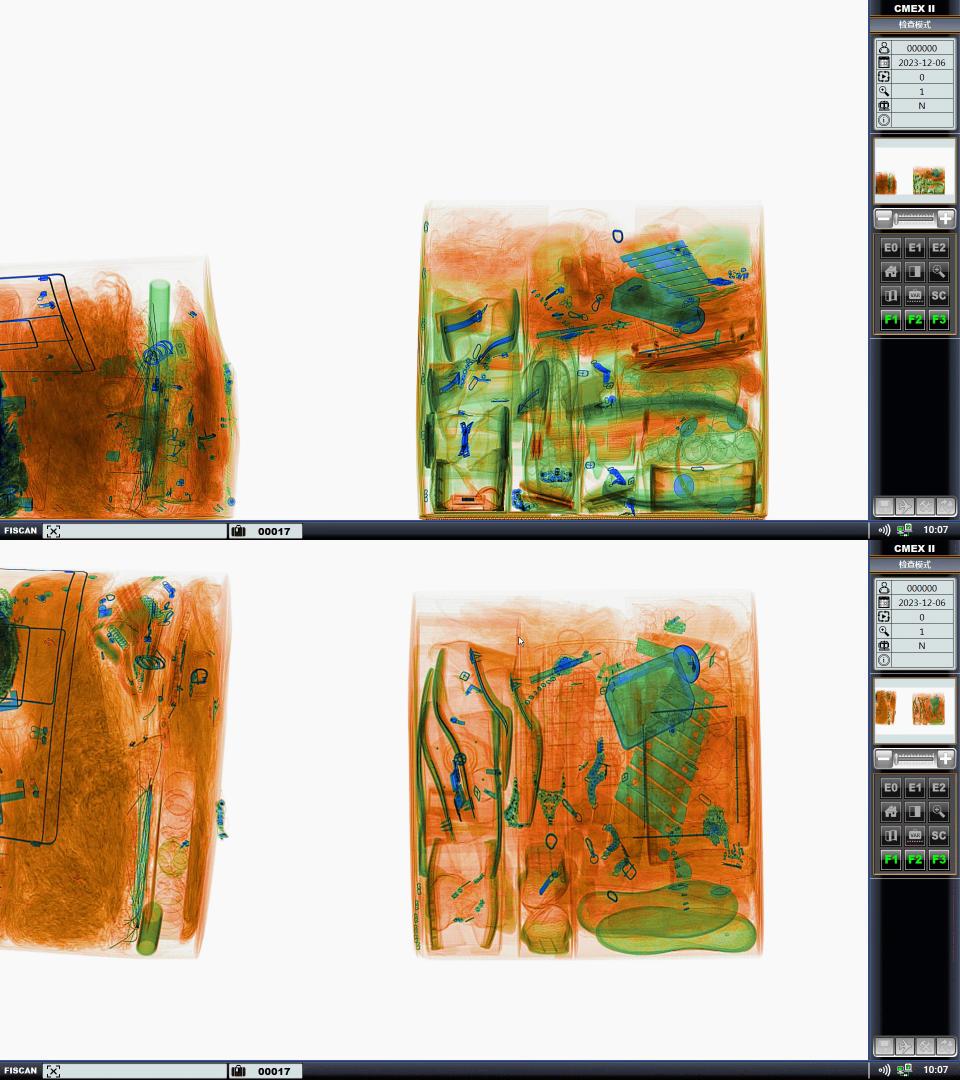 CMEX II
检查模式
000000
2023-12-06
0
1
N
E0 E1 E2
VAR SC
F1 F2 F3
FISCAN 00017 10:07
CMEX II
检查模式
000000
2023-12-06
0
1
N
E0 E1 E2
VAR SC
F1 F2 F3
FISCAN 00017 10:07